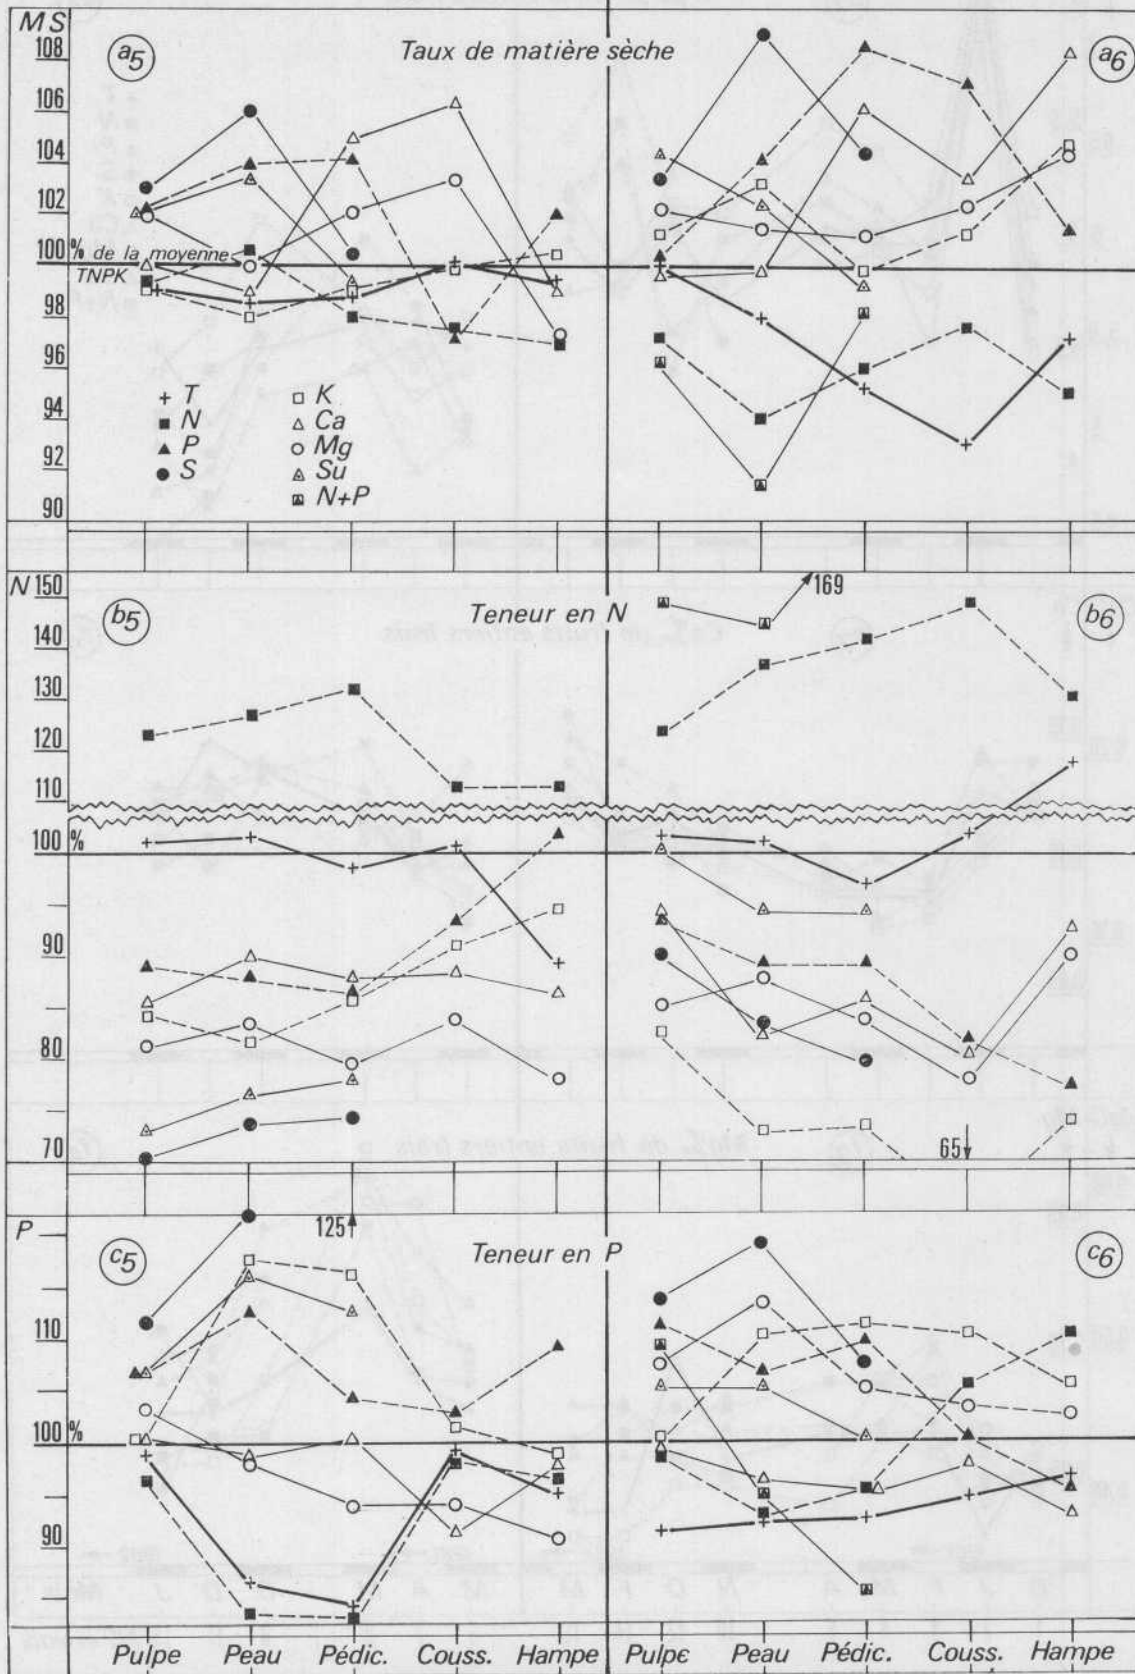 MS
108
a5
Taux de matière sèche
a6
106
104
102
100 % de la moyenne
TNPK
98
96
+ T
□ K
94
■ N
△ Ca
▲ P
○ Mg
92
● S
Su
N+P
90
N 150
169
b5
Teneur en N
b6
140
130
120
110
100 %
90
80
65
70
P
125
c5
Teneur en P
c6
110
100 %
90
Pulpe Peau Pédic. Couss. Hampe Pulpe Peau Pédic. Couss. Hampe